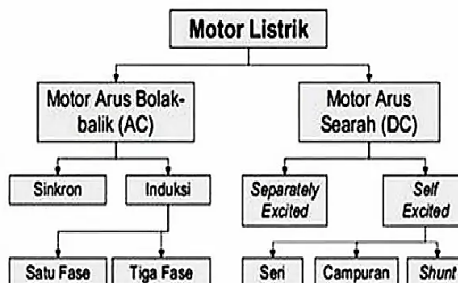 Motor Listrik
Motor Arus Bolak-
balik (AC)
Motor Arus
Searah (DC)
Sinkron
Induksi
Separately
Excited
Self
Excited
Satu Fase
Tiga Fase
Seri
Campuran
Shunt